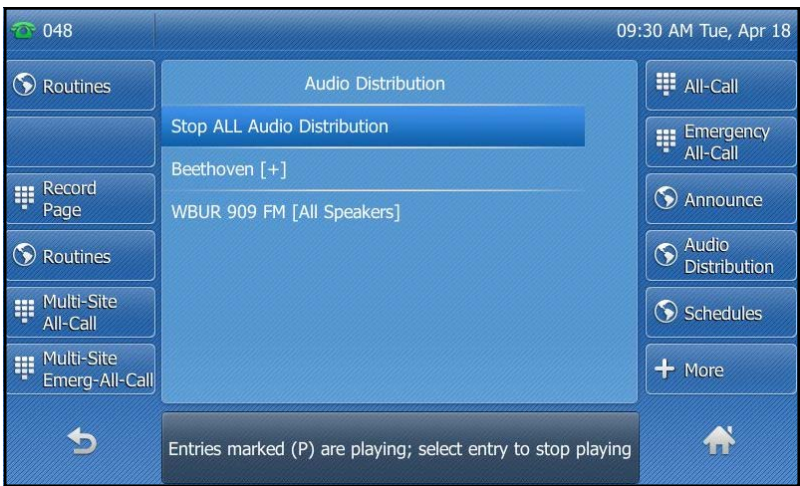 048
09:30 AM Tue, Apr 18
Routines
Record
Page
Routines
Multi-Site
All-Call
Multi-Site
Emerg-All-Call
Audio Distribution
Stop ALL Audio Distribution
Beethoven [+]
WBUR 909 FM [All Speakers]
All-Call
Emergency
All-Call
Announce
Audio
Distribution
Schedules
More
Entries marked (P) are playing; select entry to stop playing